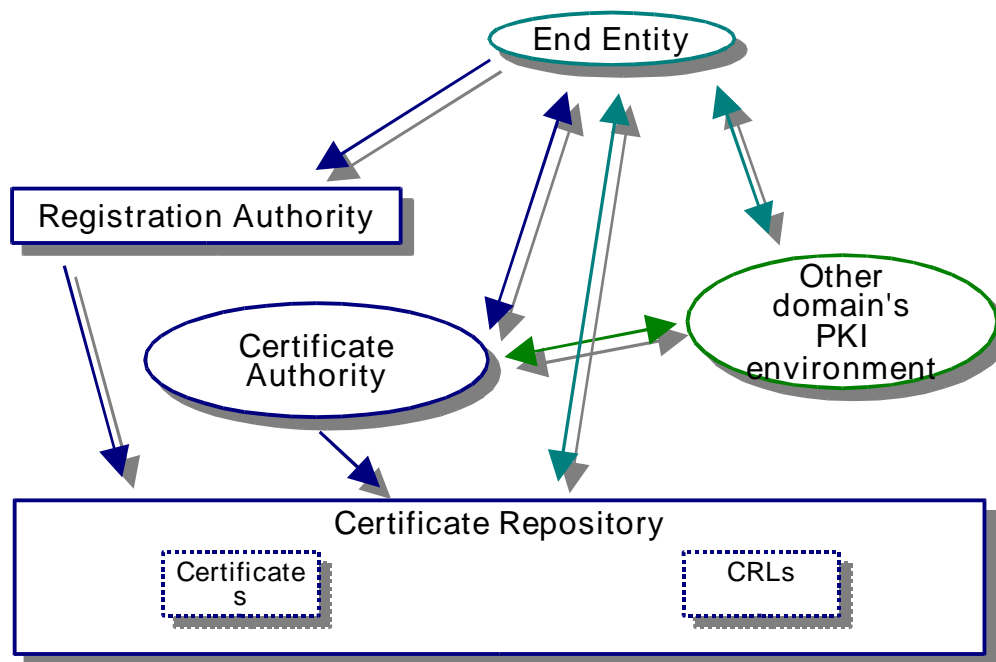 End Entity
Registration Authority
Other
domain's
PKI
environment
Certificate
Authority
Certificate Repository
Certificate
s
CRLs